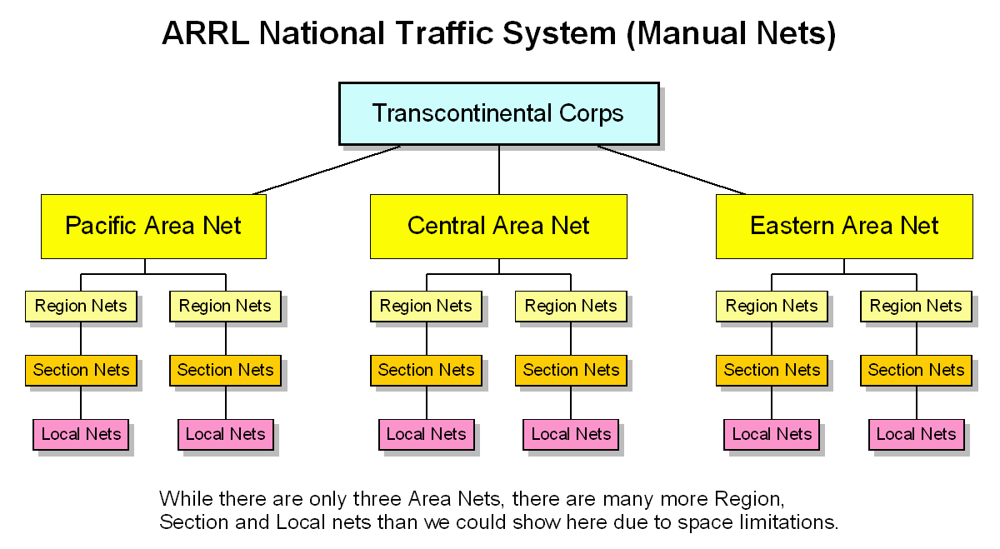 ARRL National Traffic System (Manual Nets)
Transcontinental Corps
Pacific Area Net
Central Area Net
Eastern Area Net
Region Nets
Region Nets
Region Nets
Region Nets
Region Nets
Region Nets
Section Nets
Section Nets
Section Nets
Section Nets
Section Nets
Section Nets
Local Nets
Local Nets
Local Nets
Local Nets
Local Nets
Local Nets
While there are only three Area Nets, there are many more Region,
Section and Local nets than we could show here due to space limitations.